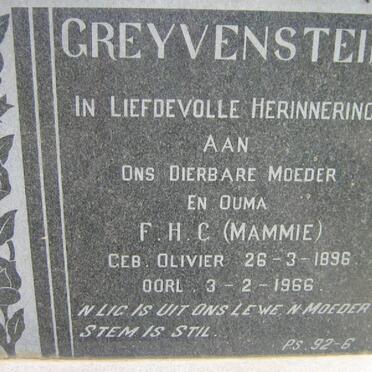 GREYVENSTEI
IN LIEFDEVOLLE HERINNERING
AAN
ONS DIERBARE MOEDER
EN OUMA
F. H. C (MAMMIE)
GEB. OLIVIER 26-3-1896
OORL. 3-2-1966
'N LIG IS UIT ONS LEWE 'N MOEDER
STEM IS STIL.
PS. 92-6